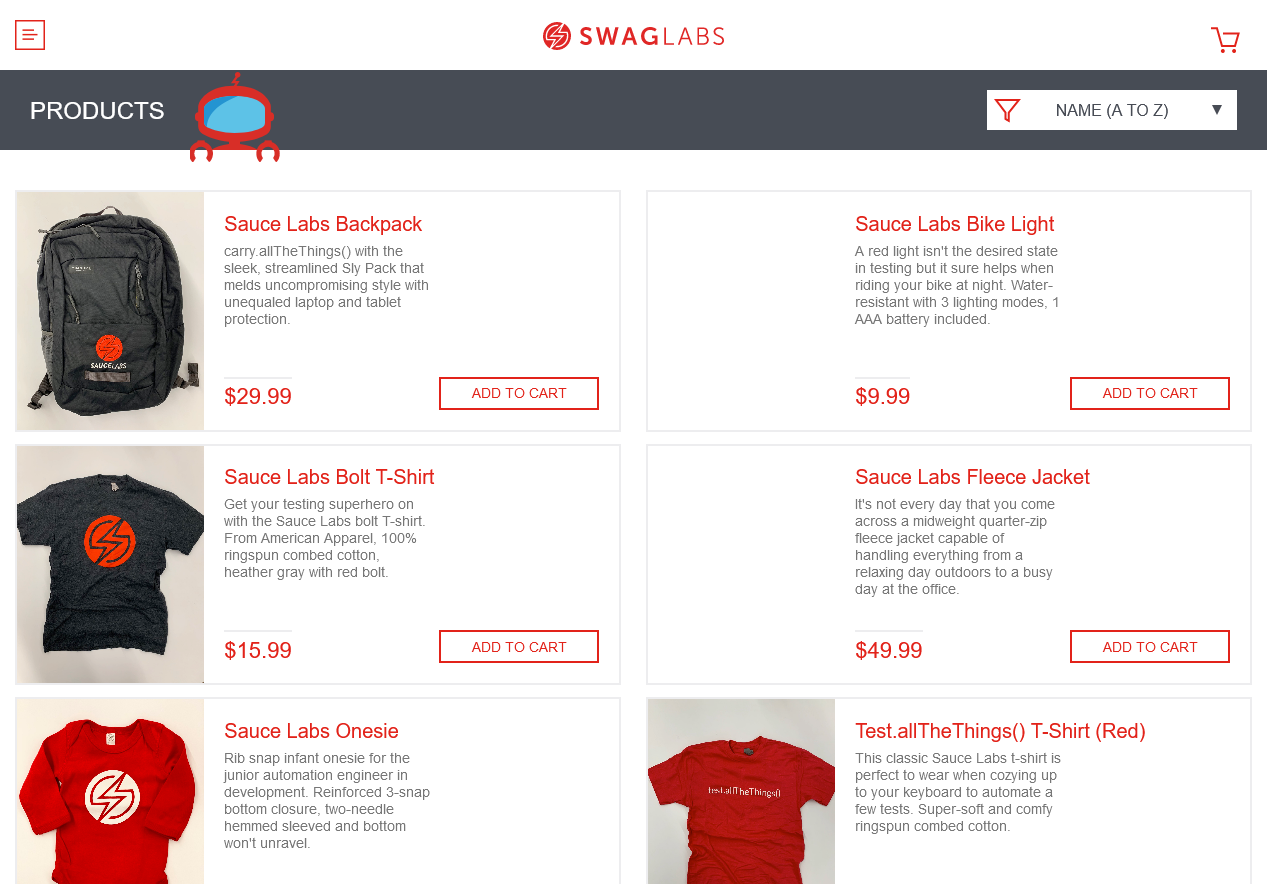 SWAGLABS
PRODUCTS
NAME (A TO Z)
Sauce Labs Backpack
carry.allTheThings() with the
sleek, streamlined Sly Pack that
melds uncompromising style with
unequaled laptop and tablet
protection.
SAUCELABS
$29.99
ADD TO CART
Sauce Labs Bike Light
A red light isn't the desired state
in testing but it sure helps when
riding your bike at night. Water-
resistant with 3 lighting modes, 1
AAA battery included.
$9.99
ADD TO CART
Sauce Labs Bolt T-Shirt
Get your testing superhero on
with the Sauce Labs bolt T-shirt.
From American Apparel, 100%
ringspun combed cotton,
heather gray with red bolt.
$15.99
ADD TO CART
Sauce Labs Fleece Jacket
It's not every day that you come
across a midweight quarter-zip
fleece jacket capable of
handling everything from a
relaxing day outdoors to a busy
day at the office.
$49.99
ADD TO CART
Sauce Labs Onesie
Rib snap infant onesie for the
junior automation engineer in
development. Reinforced 3-snap
bottom closure, two-needle
hemmed sleeved and bottom
won't unravel.
test.allTheThings()
Test.allTheThings() T-Shirt (Red)
This classic Sauce Labs t-shirt is
perfect to wear when cozying up
to your keyboard to automate a
few tests. Super-soft and comfy
ringspun combed cotton.